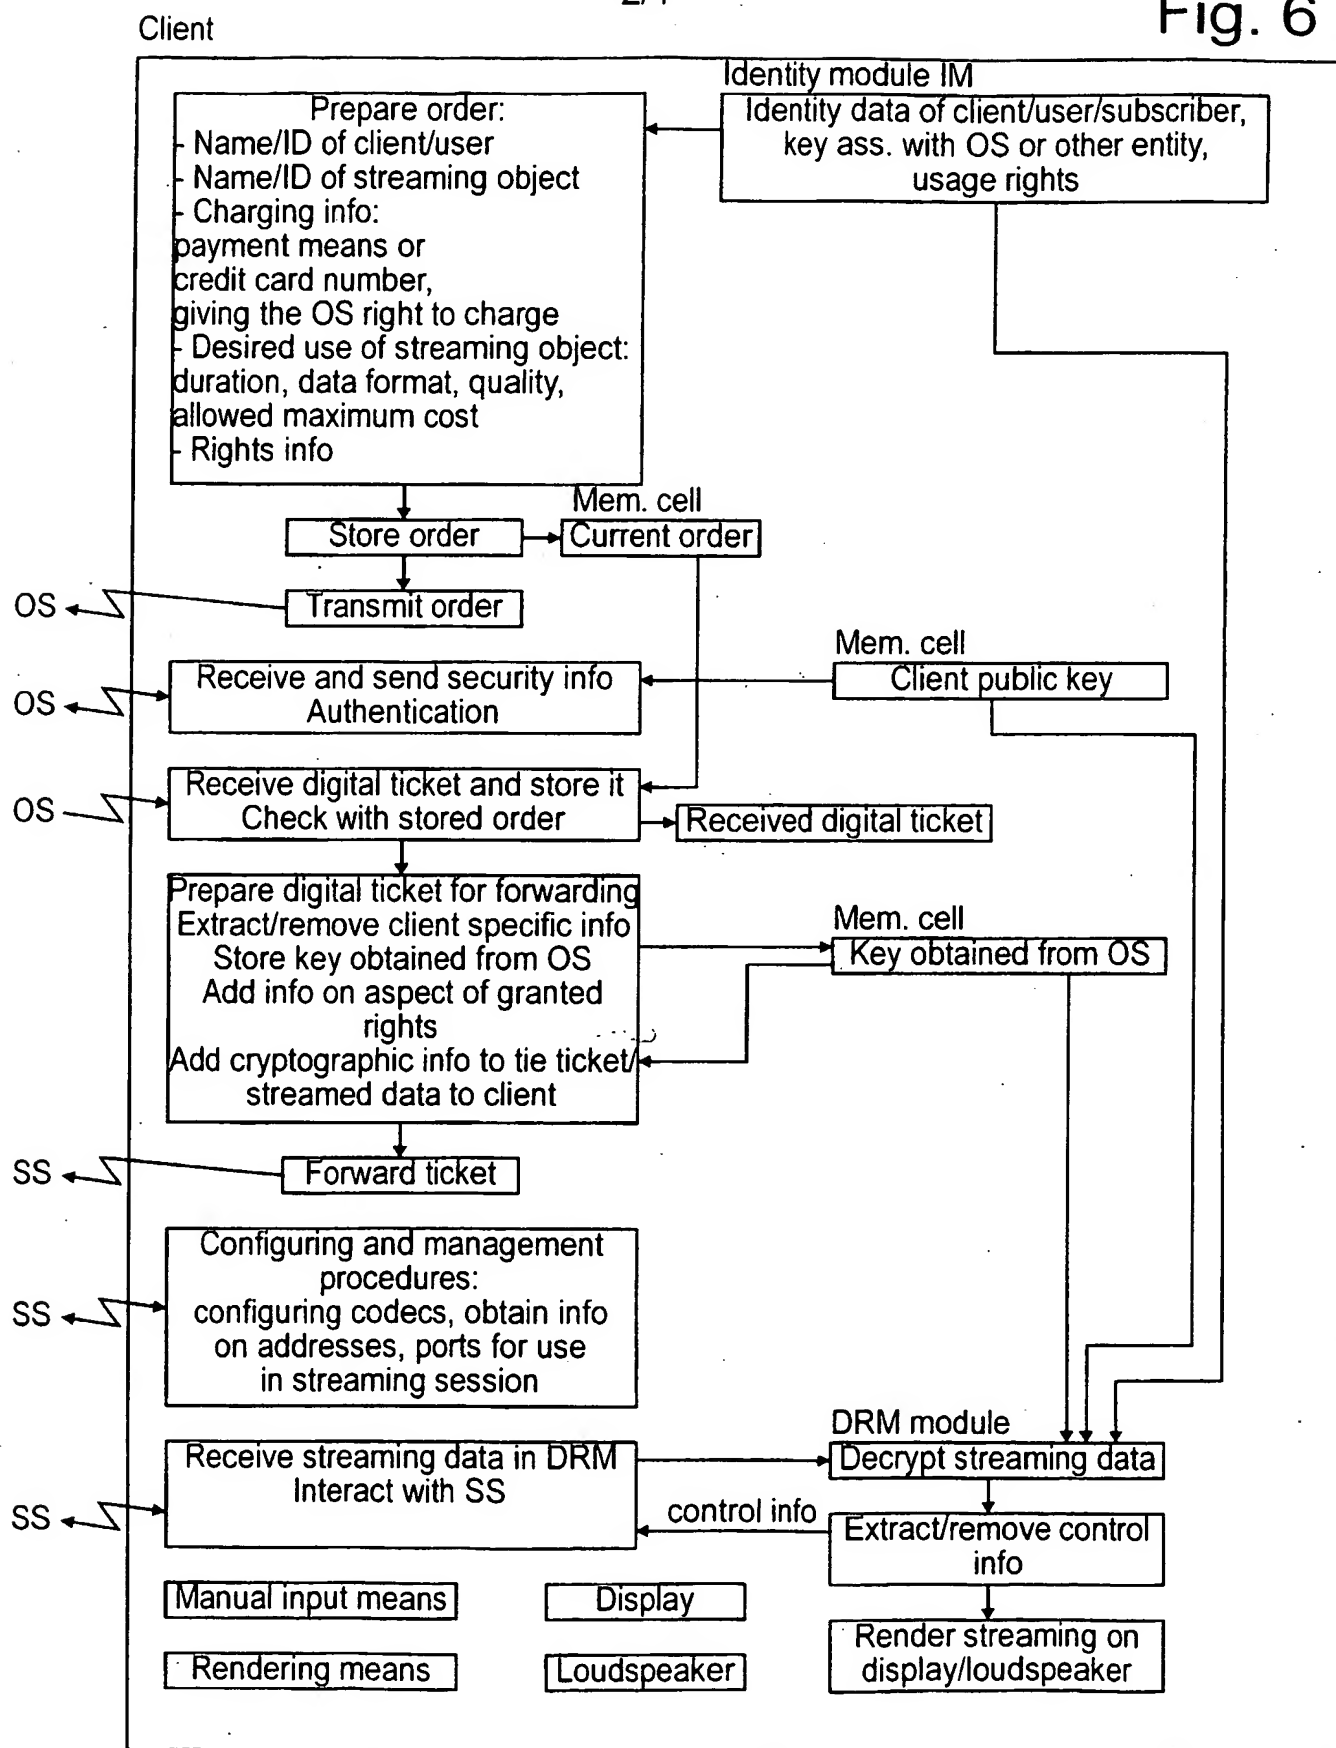 Fig. 6
Client
Identity module IM
Prepare order:
- Name/ID of client/user
- Name/ID of streaming object
- Charging info:
payment means or
credit card number,
giving the OS right to charge
- Desired use of streaming object:
duration, data format, quality,
allowed maximum cost
- Rights info
Identity data of client/user/subscriber,
key ass. with OS or other entity,
usage rights
Mem. cell
Store order
Current order
OS
Transmit order
Mem. cell
OS
Receive and send security info
Authentication
Client public key
OS
Receive digital ticket and store it
Check with stored order
Received digital ticket
Prepare digital ticket for forwarding
Extract/remove client specific info
Store key obtained from OS
Add info on aspect of granted
rights
Add cryptographic info to tie ticket/
streamed data to client
Mem. cell
Key obtained from OS
SS
Forward ticket
SS
Configuring and management
procedures:
configuring codecs, obtain info
on addresses, ports for use
in streaming session
DRM module
SS
Receive streaming data in DRM
Interact with SS
Decrypt streaming data
control info
Extract/remove control
info
Manual input means
Display
Render streaming on
display/loudspeaker
Rendering means
Loudspeaker